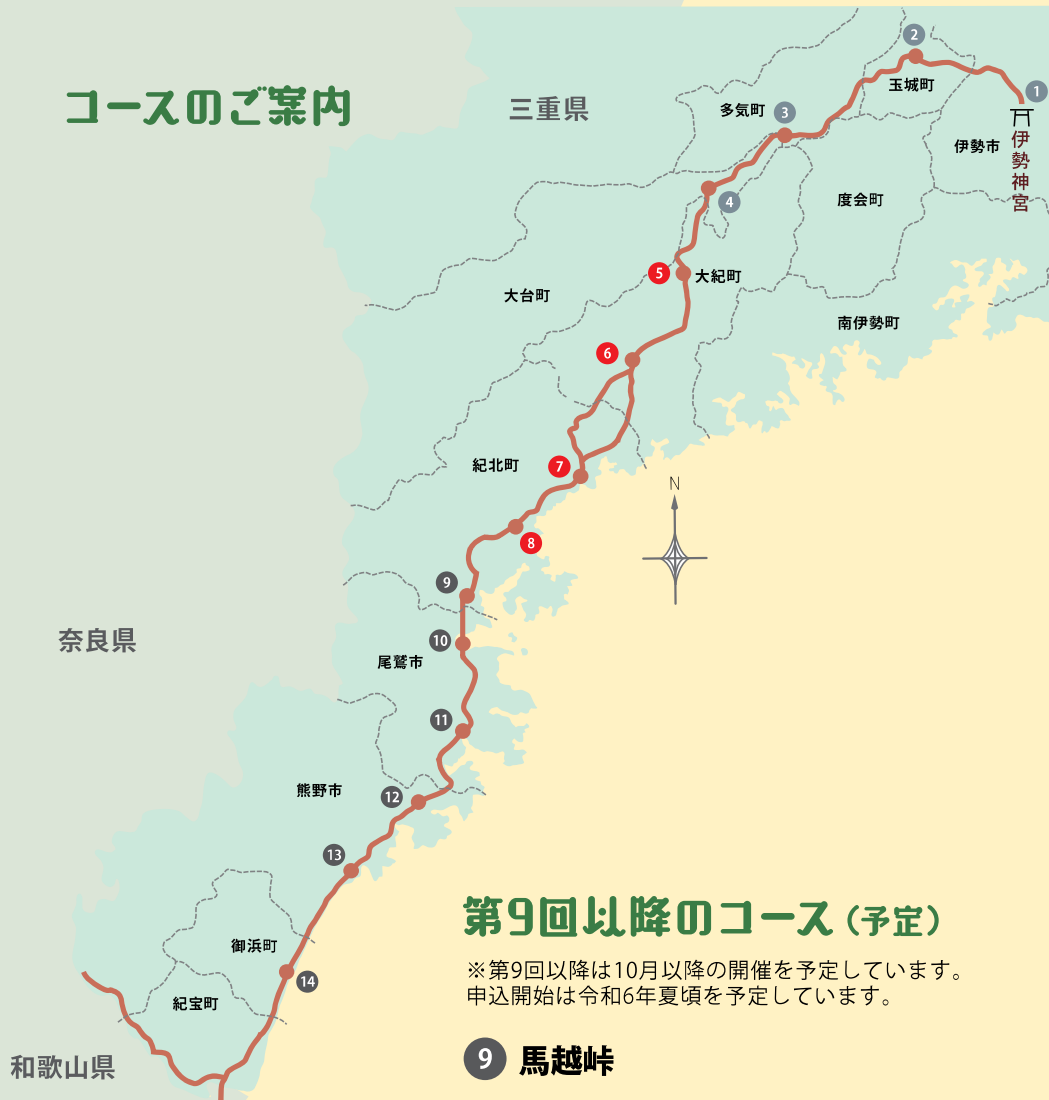 コースのご案内
三重県
2
玉城町
1
多気町
3
伊勢市
伊勢神宮
4
度会町
5
大紀町
大台町
南伊勢町
6
紀北町
7
N
8
9
奈良県
10
尾鷲市
11
熊野市
12
13
第9回以降のコース（予定）
御浜町
※第9回以降は10月以降の開催を予定しています。
14
申込開始は令和6年夏頃を予定しています。
紀宝町
和歌山県
9 馬越峠